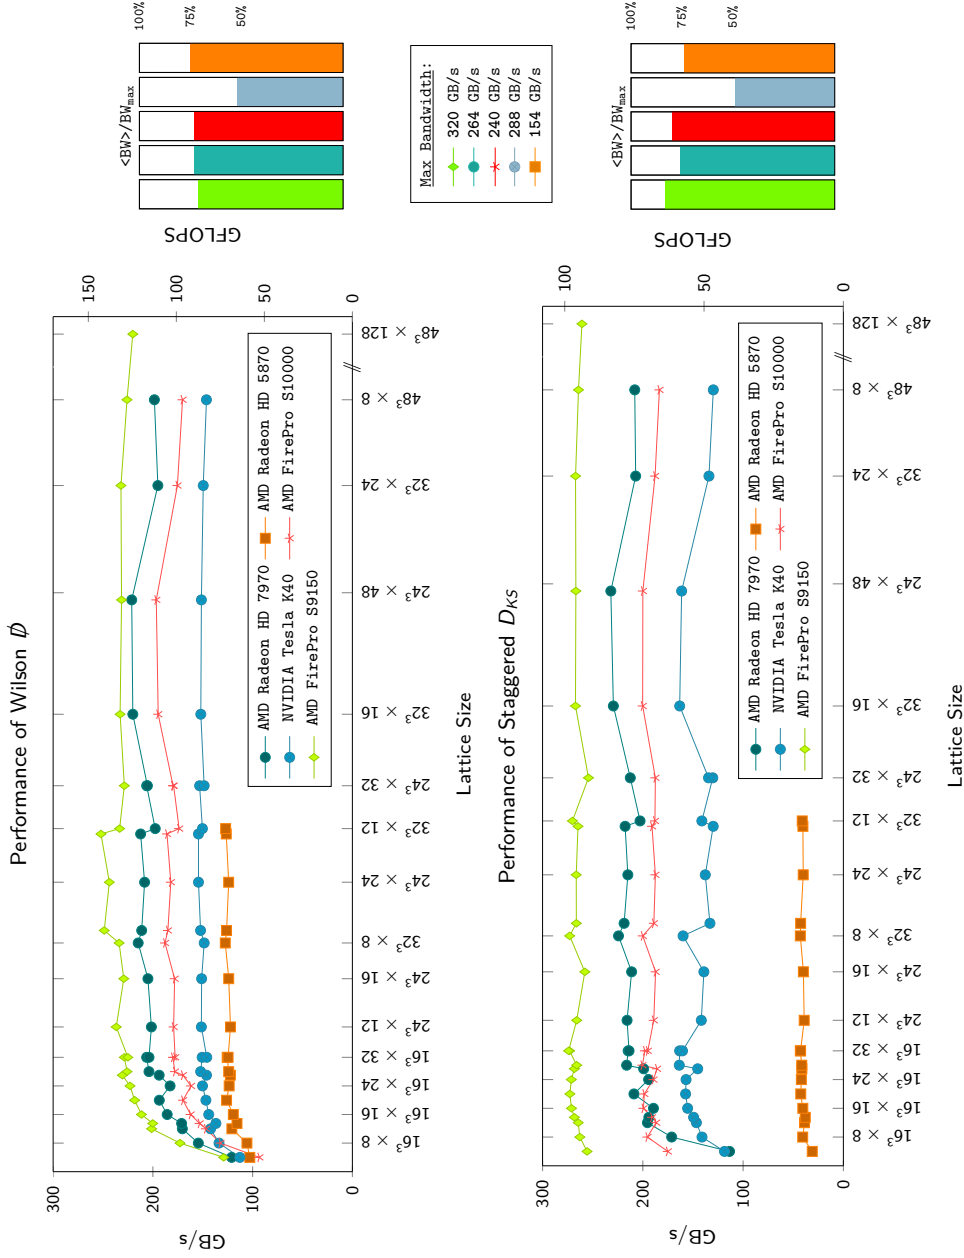 Performance of Wilson D̸
GB/s
300
200
100
0
16³ × 8
16³ × 16
16³ × 24
16³ × 32
24³ × 12
24³ × 16
32³ × 8
24³ × 24
32³ × 12
24³ × 32
32³ × 16
24³ × 48
32³ × 24
48³ × 8
48³ × 128
Lattice Size
150
100
50
0
GFLOPS
AMD Radeon HD 7970 AMD Radeon HD 5870
NVIDIA Tesla K40 AMD FirePro S10000
AMD FirePro S9150
<BW>/BWmax
100%
75%
50%
Max Bandwidth:
320 GB/s
264 GB/s
240 GB/s
288 GB/s
154 GB/s
Performance of Staggered D_KS
GB/s
300
200
100
0
16³ × 8
16³ × 16
16³ × 24
16³ × 32
24³ × 12
24³ × 16
32³ × 8
24³ × 24
32³ × 12
24³ × 32
32³ × 16
24³ × 48
32³ × 24
48³ × 8
48³ × 128
Lattice Size
100
50
0
GFLOPS
AMD Radeon HD 7970 AMD Radeon HD 5870
NVIDIA Tesla K40 AMD FirePro S10000
AMD FirePro S9150
<BW>/BWmax
100%
75%
50%